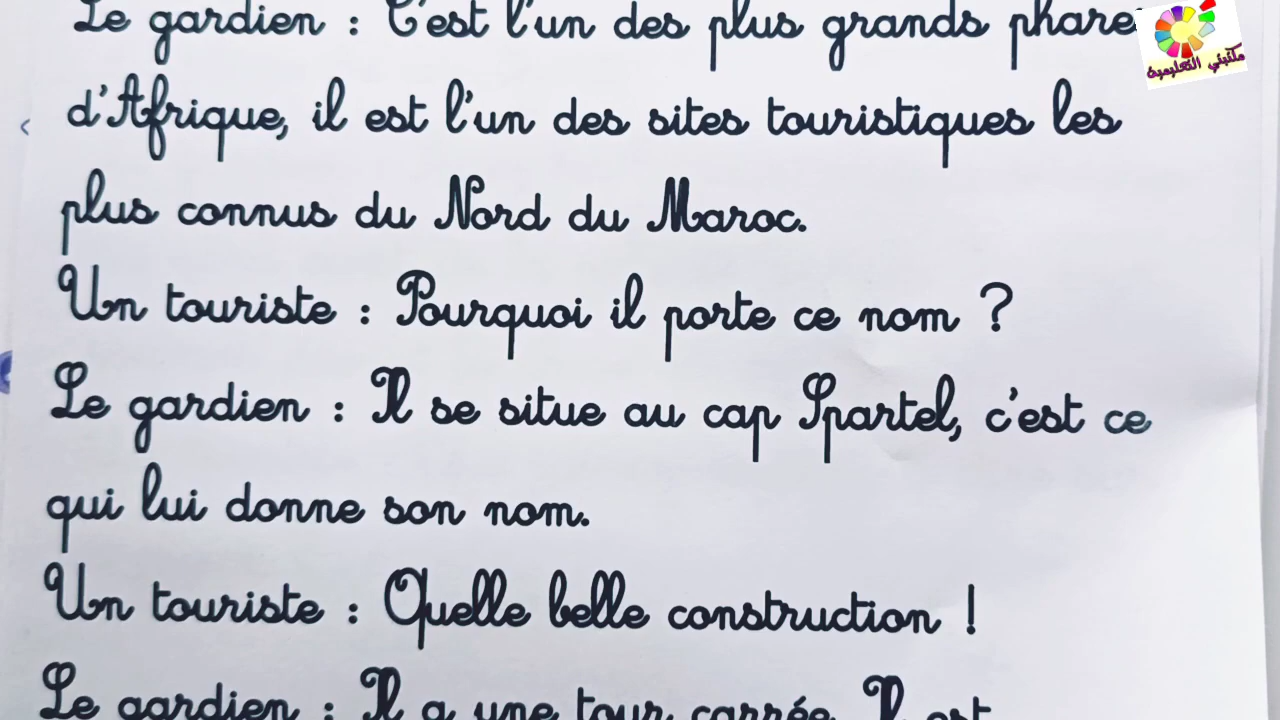 Le gardien : C'est l'un des plus grands phares
d'Afrique, il est l'un des sites touristiques les
plus connus du Nord du Maroc.
Un touriste : Pourquoi il porte ce nom ?
Le gardien : Il se situe au cap Spartel, c'est ce
qui lui donne son nom.
Un touriste : Quelle belle construction !
Le gardien : Il a une tour carrée. Il est
مكتبتي التعليمية